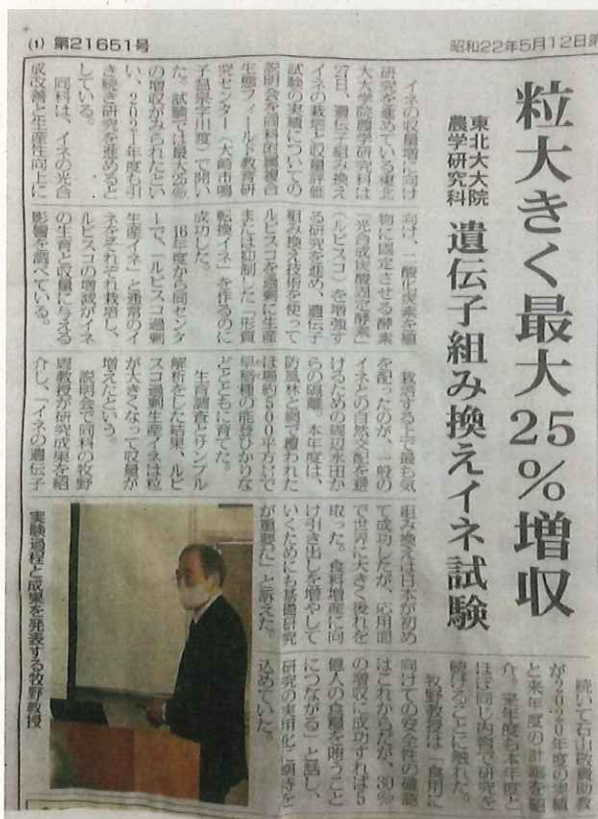 (1) 第21651号
昭和22年5月12日第
粒大きく最大25%増収
東北大大院
農学研究科
遺伝子組み換えイネ試験
イネの収量増に向け
研究を進めている東北
大大学院農学研究科は
27日、遺伝子組み換え
イネの栽培と収量評価
試験の実績についての
説明会を同科附属複合
生態フィールド教育研
究センター(大崎市鳴
子温泉字川渡)で開い
た。試験では最大25%
の増収がみられたとい
い、2021年度も引
き続き研究を進めると
している。
同科は、イネの光合
成改善と生産性向上に
向け、二酸化炭素を植
物に固定させる酵素
「光合成炭酸固定酵素」
(ルビスコ)を増強す
る研究を進め、遺伝子
組み換え技術を使って
ルビスコを過剰に生産
または抑制した「形質
転換イネ」を作るのに
成功した。
16年度から同センタ
ーで、「ルビスコ過剰
生産イネ」と通常のイ
ネをそれぞれ栽培し、
ルビスコの増減がイネ
の生育と収量に与える
影響を調べている。
栽培する上で最も気
を配ったのが、一般の
イネとの自然交配を避
けるための周辺水田か
らの隔離。本年度は、
防風林と網で覆われた
ほ場約500平方㍍で
早稲種の能登ひかりな
どとともに育てた。
生育調査とサンプル
解析をした結果、ルビ
スコ過剰生産イネは粒
が大きくなって収量が
増えたという。
説明会で同科の牧野
周教授が研究成果を紹
介し、「イネの遺伝子
組み換えは日本が初め
て成功したが、応用面
で世界に大きく後れを
取った。食料増産に向
け引き出しを増やして
いくためにも基礎研究
が重要だ」と訴えた。
続いて石山敬貴助教
が2020年度の実績
と来年度の計画を紹
介。来年度も本年度と
ほぼ同じ内容で研究を
続けることに触れた。
牧野教授は「食用に
向けての安全性の確認
はこれからだが、30%
の増収に成功すれば5
億人の食糧を賄うこと
につながる」と話し、
研究の実用化に期待を
込めていた。
実験過程と成果を発表する牧野教授